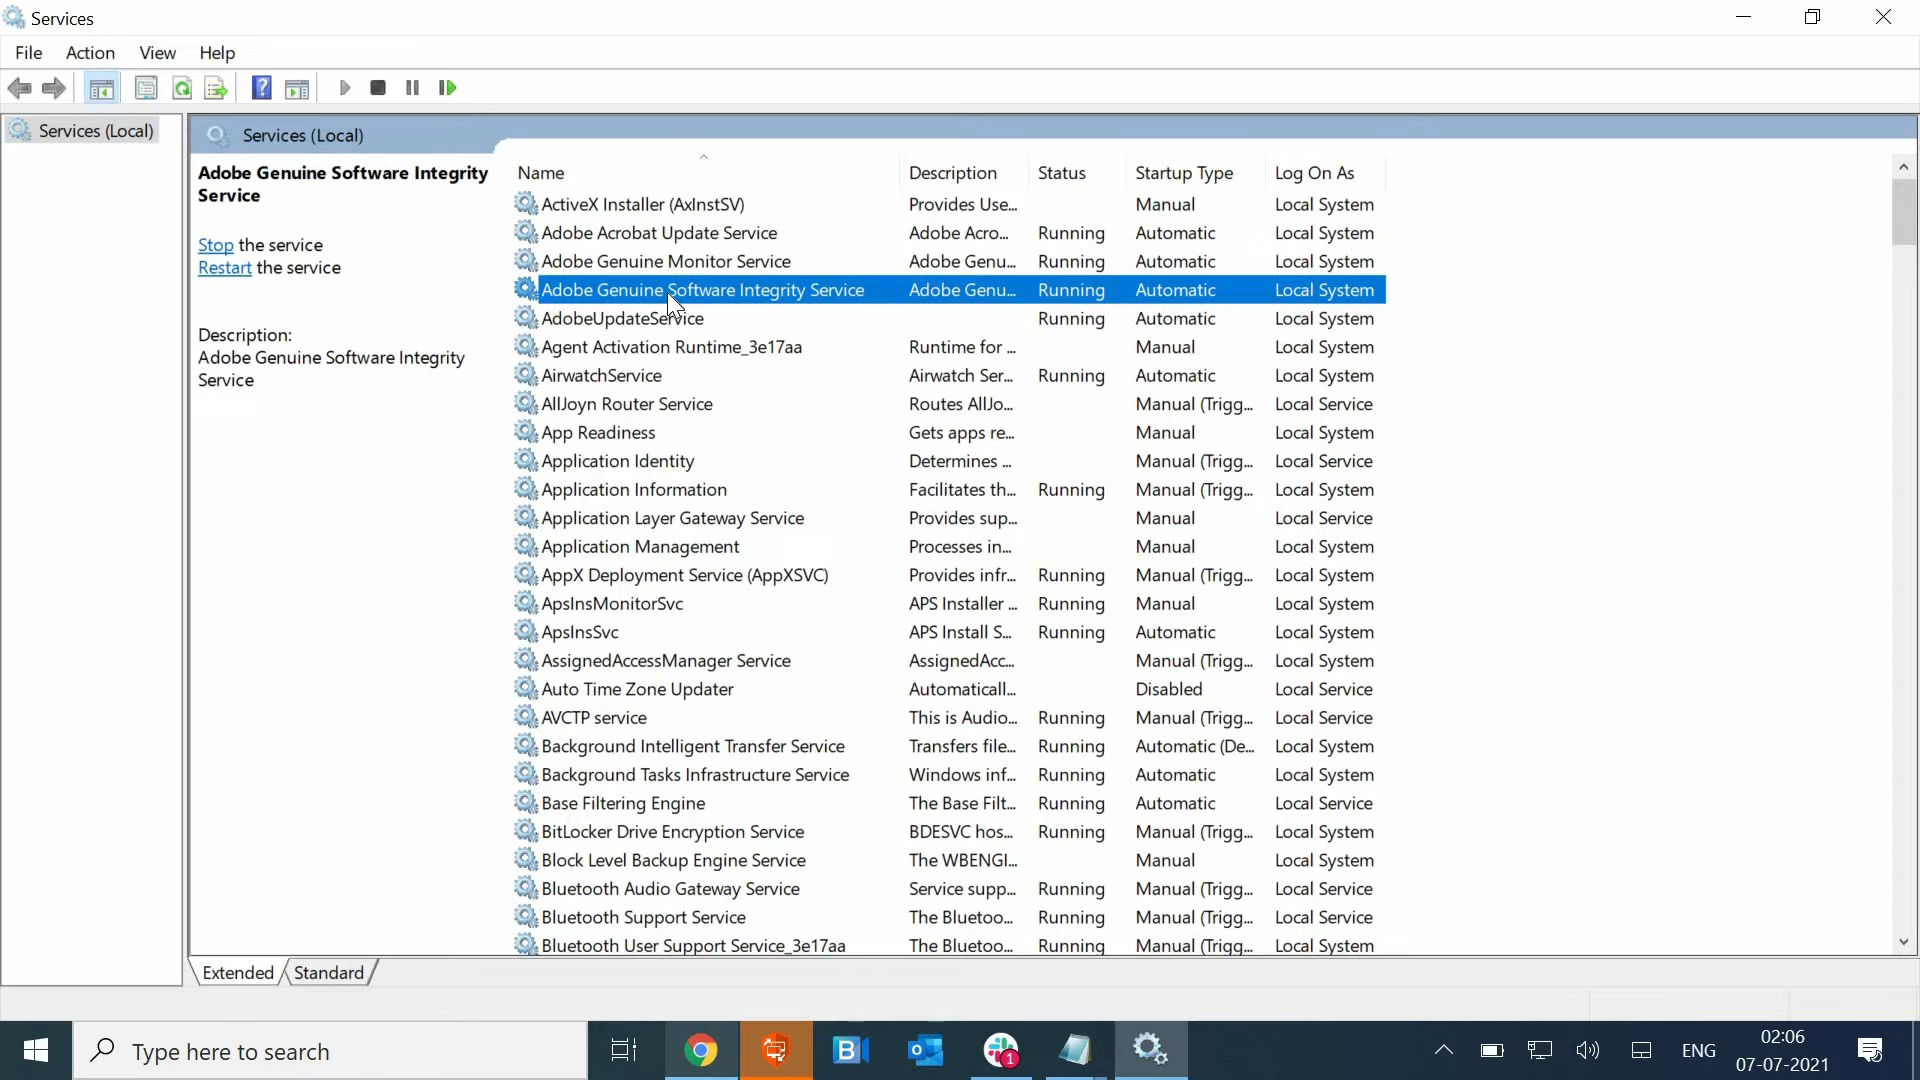 Services
File Action View Help
Services (Local)
Services (Local)
Adobe Genuine Software Integrity
Service
Stop the service
Restart the service
Description:
Adobe Genuine Software Integrity
Service
Name Description Status Startup Type Log On As
ActiveX Installer (AxInstSV) Provides Use... Manual Local System
Adobe Acrobat Update Service Adobe Acro... Running Automatic Local System
Adobe Genuine Monitor Service Adobe Genu... Running Automatic Local System
Adobe Genuine Software Integrity Service Adobe Genu... Running Automatic Local System
AdobeUpdateService Running Automatic Local System
Agent Activation Runtime_3e17aa Runtime for ... Manual Local System
AirwatchService Airwatch Ser... Running Automatic Local System
AllJoyn Router Service Routes AllJo... Manual (Trigg... Local Service
App Readiness Gets apps re... Manual Local System
Application Identity Determines ... Manual (Trigg... Local Service
Application Information Facilitates th... Running Manual (Trigg... Local System
Application Layer Gateway Service Provides sup... Manual Local Service
Application Management Processes in... Manual Local System
AppX Deployment Service (AppXSVC) Provides infr... Running Manual (Trigg... Local System
ApsInsMonitorSvc APS Installer ... Running Manual Local System
ApsInsSvc APS Install S... Running Automatic Local System
AssignedAccessManager Service AssignedAcc... Manual (Trigg... Local System
Auto Time Zone Updater Automaticall... Disabled Local Service
AVCTP service This is Audio... Running Manual (Trigg... Local Service
Background Intelligent Transfer Service Transfers file... Running Automatic (De... Local System
Background Tasks Infrastructure Service Windows inf... Running Automatic Local System
Base Filtering Engine The Base Filt... Running Automatic Local Service
BitLocker Drive Encryption Service BDESVC hos... Running Manual (Trigg... Local System
Block Level Backup Engine Service The WBENGI... Manual Local System
Bluetooth Audio Gateway Service Service supp... Running Manual (Trigg... Local Service
Bluetooth Support Service The Bluetoo... Running Manual (Trigg... Local Service
Bluetooth User Support Service_3e17aa The Bluetoo... Running Manual (Trigg... Local System
Extended Standard
Type here to search
B
1
ENG
02:06
07-07-2021